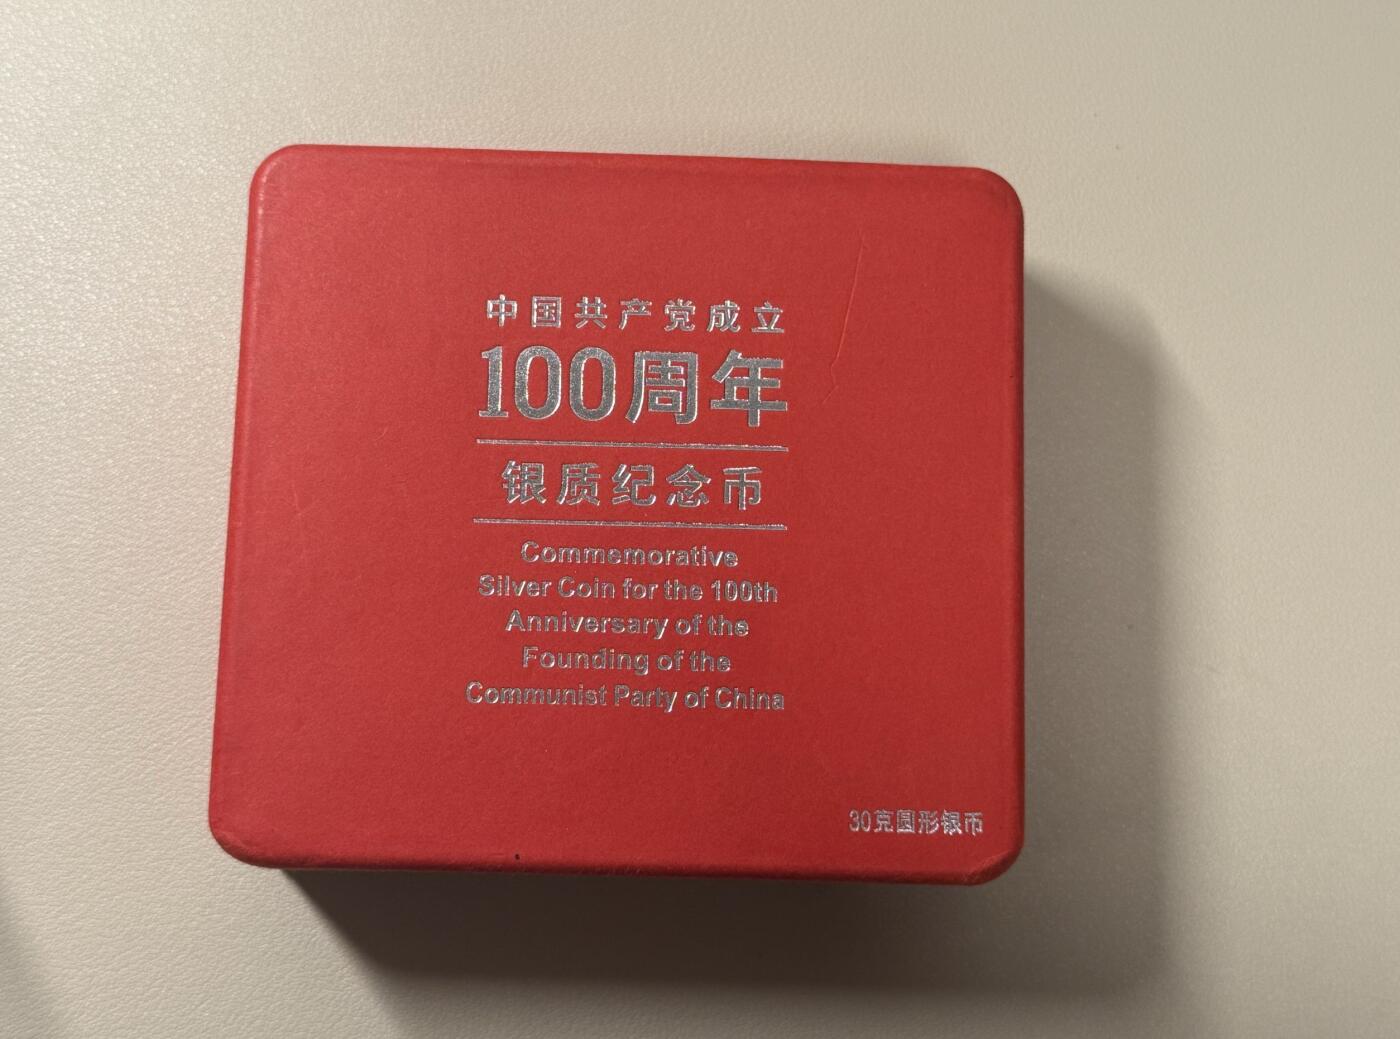 中国共产党成立
100周年
银质纪念币
Commemorative
Silver Coin for the 100th
Anniversary of the
Founding of the
Communist Party of China
30克圆形银币